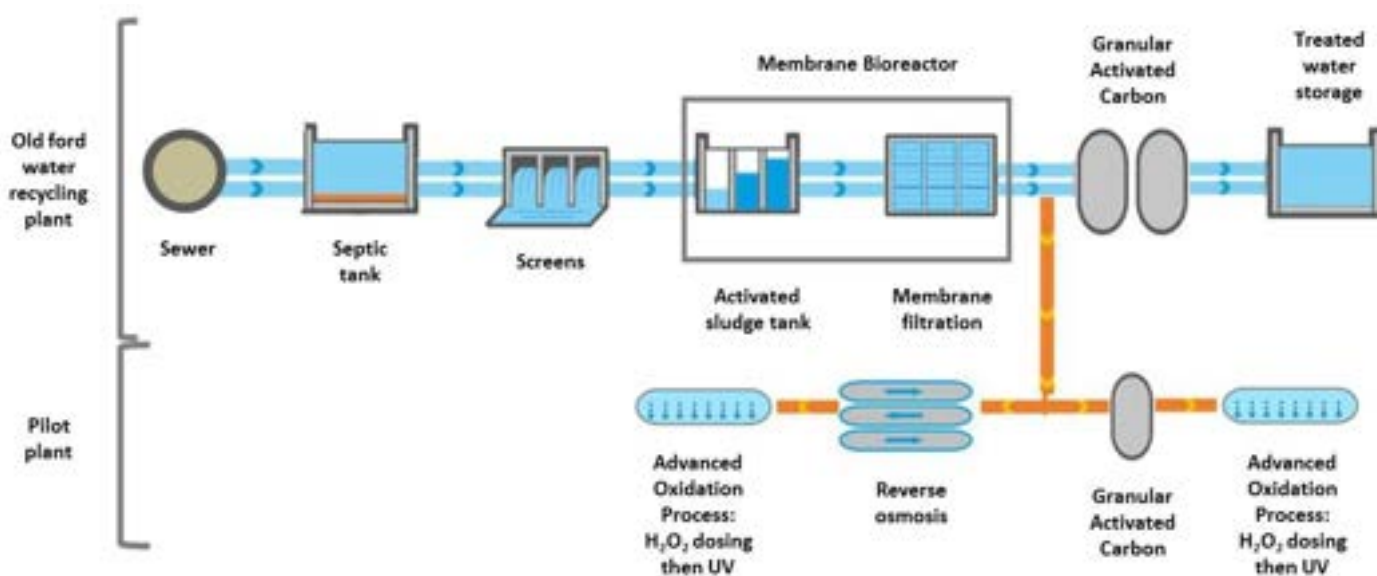 Old ford
water
recycling
plant
Sewer
Septic
tank
Screens
Membrane Bioreactor
Activated
sludge tank
Membrane
filtration
Granular
Activated
Carbon
Treated
water
storage
Pilot
plant
Advanced
Oxidation
Process:
H₂O₂ dosing
then UV
Reverse
osmosis
Granular
Activated
Carbon
Advanced
Oxidation
Process:
H₂O₂ dosing
then UV